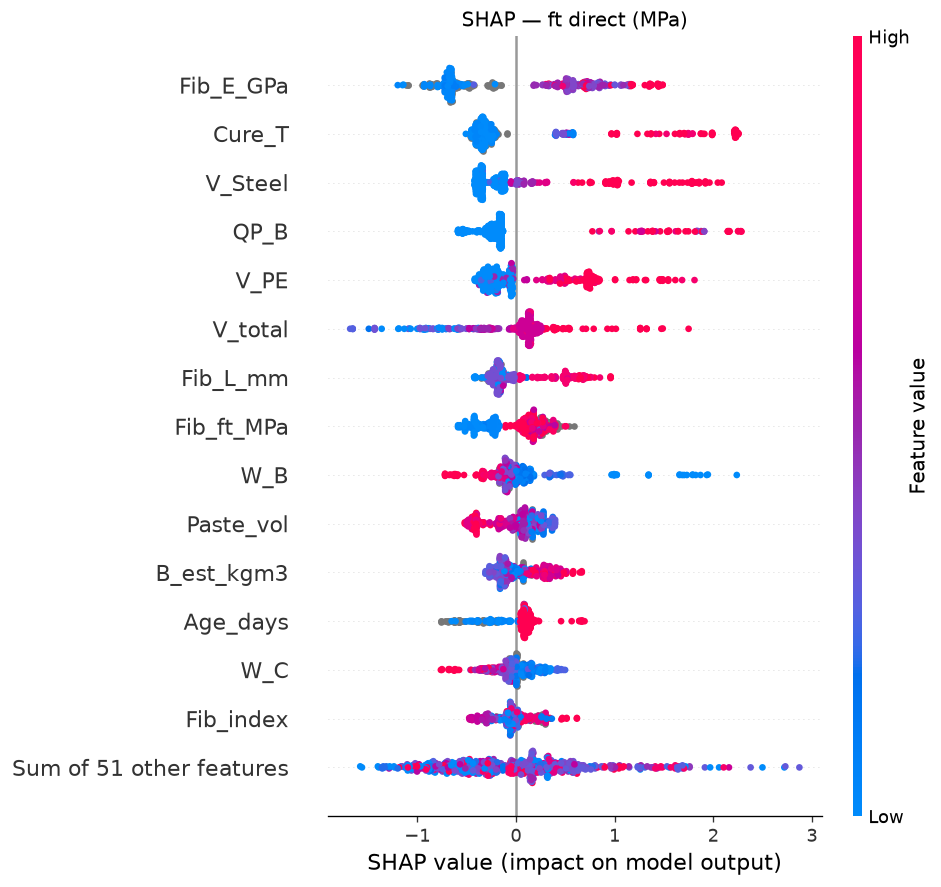 SHAP — ft direct (MPa)
High
Fib_E_GPa
Cure_T
V_Steel
QP_B
V_PE
V_total
Fib_L_mm
Fib_ft_MPa
W_B
Paste_vol
B_est_kgm3
Age_days
W_C
Fib_index
Sum of 51 other features
Feature value
Low
−1 0 1 2 3
SHAP value (impact on model output)